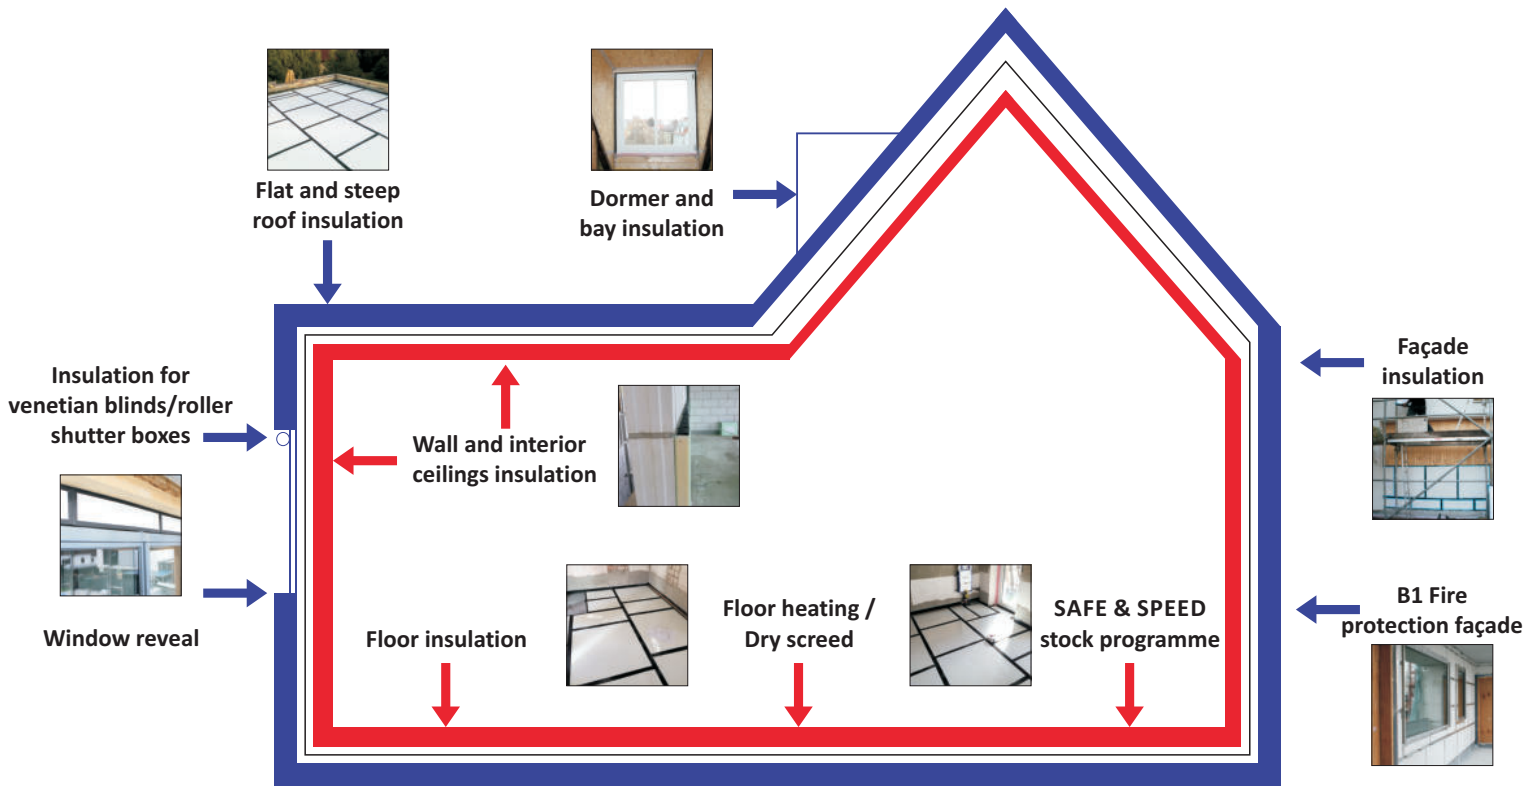 Flat and steep
roof insulation
Dormer and
bay insulation
Façade
insulation
Insulation for
venetian blinds/roller
shutter boxes
Wall and interior
ceilings insulation
B1 Fire
protection façade
Window reveal
Floor insulation
Floor heating /
Dry screed
SAFE & SPEED
stock programme